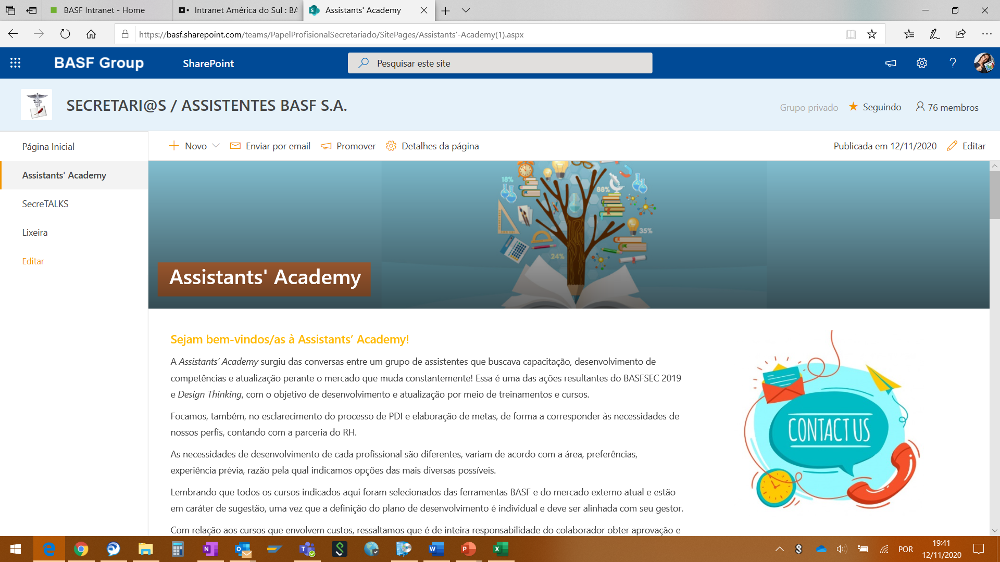 BASF Intranet - Home
Intranet América do Sul : BA
Assistants' Academy
https://basf.sharepoint.com/teams/PapelProfisionalSecretariado/SitePages/Assistants'-Academy(1).aspx
BASF Group
SharePoint
Pesquisar este site
SECRETARI@S / ASSISTENTES BASF S.A.
Grupo privado
Seguindo
76 membros
Página Inicial
Assistants' Academy
SecreTALKS
Lixeira
Editar
Novo
Enviar por email
Promover
Detalhes da página
Publicada em 12/11/2020
Editar
18%
88%
35%
24%
Assistants' Academy
Sejam bem-vindos/as à Assistants’ Academy!
A Assistants’ Academy surgiu das conversas entre um grupo de assistentes que buscava capacitação, desenvolvimento de
competências e atualização perante o mercado que muda constantemente! Essa é uma das ações resultantes do BASFSEC 2019
e Design Thinking, com o objetivo de desenvolvimento e atualização por meio de treinamentos e cursos.
Focamos, também, no esclarecimento do processo de PDI e elaboração de metas, de forma a corresponder às necessidades de
nossos perfis, contando com a parceria do RH.
As necessidades de desenvolvimento de cada profissional são diferentes, variam de acordo com a área, preferências,
experiência prévia, razão pela qual indicamos opções das mais diversas possíveis.
Lembrando que todos os cursos indicados aqui foram selecionados das ferramentas BASF e do mercado externo atual e estão
em caráter de sugestão, uma vez que a definição do plano de desenvolvimento é individual e deve ser alinhada com seu gestor.
Com relação aos cursos que envolvem custos, ressaltamos que é de inteira responsabilidade do colaborador obter aprovação e
CONTACT US
POR
19:41
12/11/2020